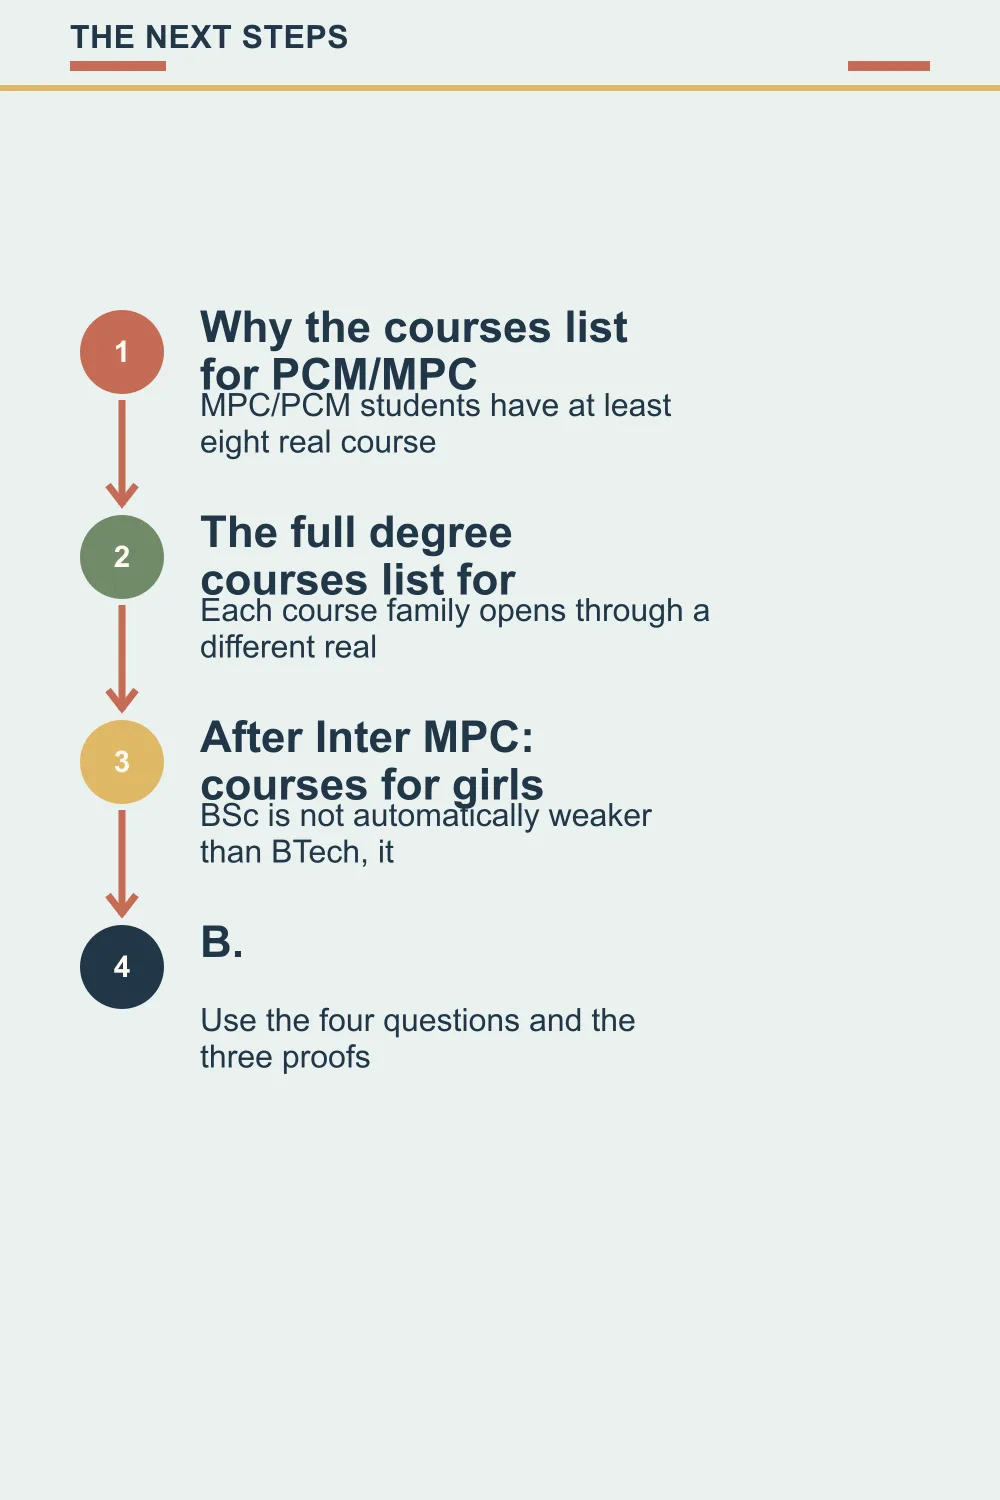 THE NEXT STEPS
1
Why the courses list
for PCM/MPC
MPC/PCM students have at least
eight real course
2
The full degree
courses list for
Each course family opens through a
different real
3
After Inter MPC:
courses for girls
BSc is not automatically weaker
than BTech, it
4
B.
Use the four questions and the
three proofs